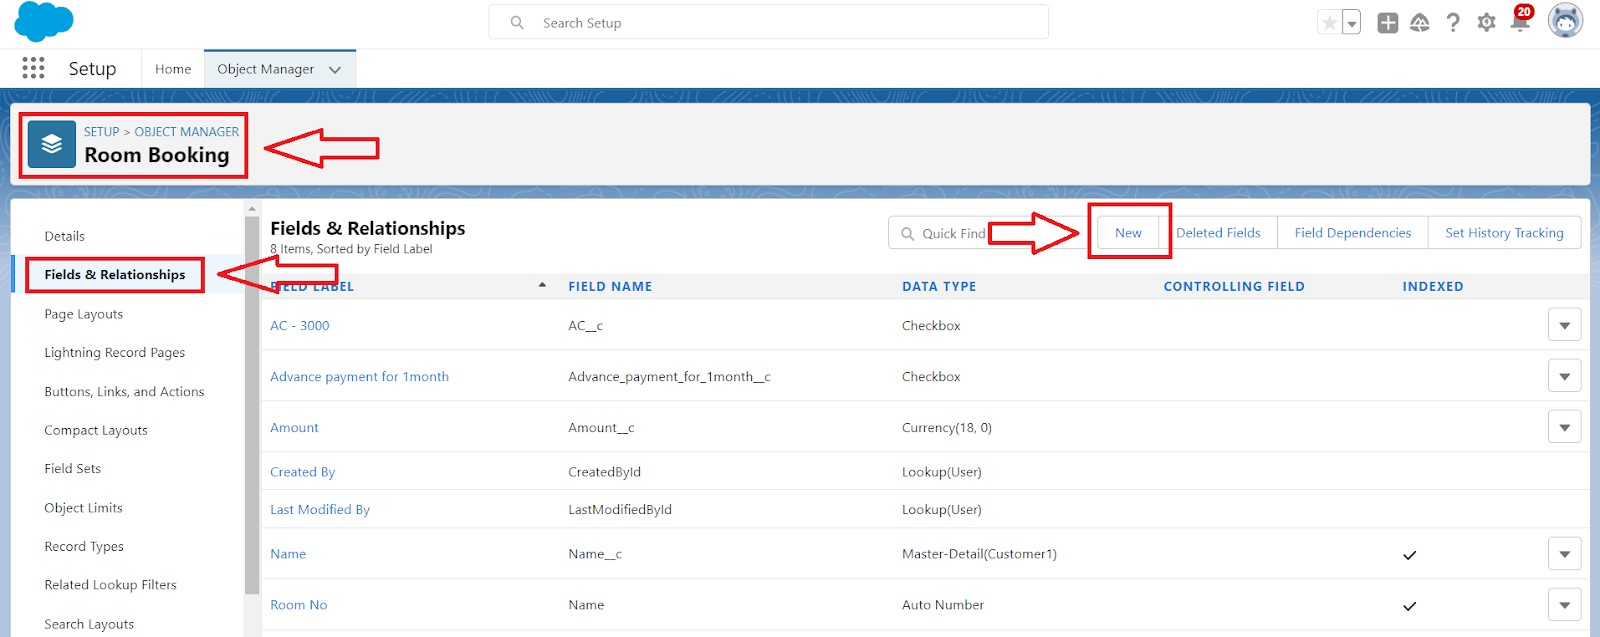 Search Setup
20
Setup
Home
Object Manager
SETUP > OBJECT MANAGER
Room Booking
Details
Fields & Relationships
Page Layouts
Lightning Record Pages
Buttons, Links, and Actions
Compact Layouts
Field Sets
Object Limits
Record Types
Related Lookup Filters
Search Layouts
Fields & Relationships
8 Items, Sorted by Field Label
Quick Find
New
Deleted Fields
Field Dependencies
Set History Tracking
FIELD LABEL FIELD NAME DATA TYPE CONTROLLING FIELD INDEXED
AC - 3000 AC__c Checkbox
Advance payment for 1month Advance_payment_for_1month__c Checkbox
Amount Amount__c Currency(18, 0)
Created By CreatedById Lookup(User)
Last Modified By LastModifiedById Lookup(User)
Name Name__c Master-Detail(Customer1)
Room No Name Auto Number